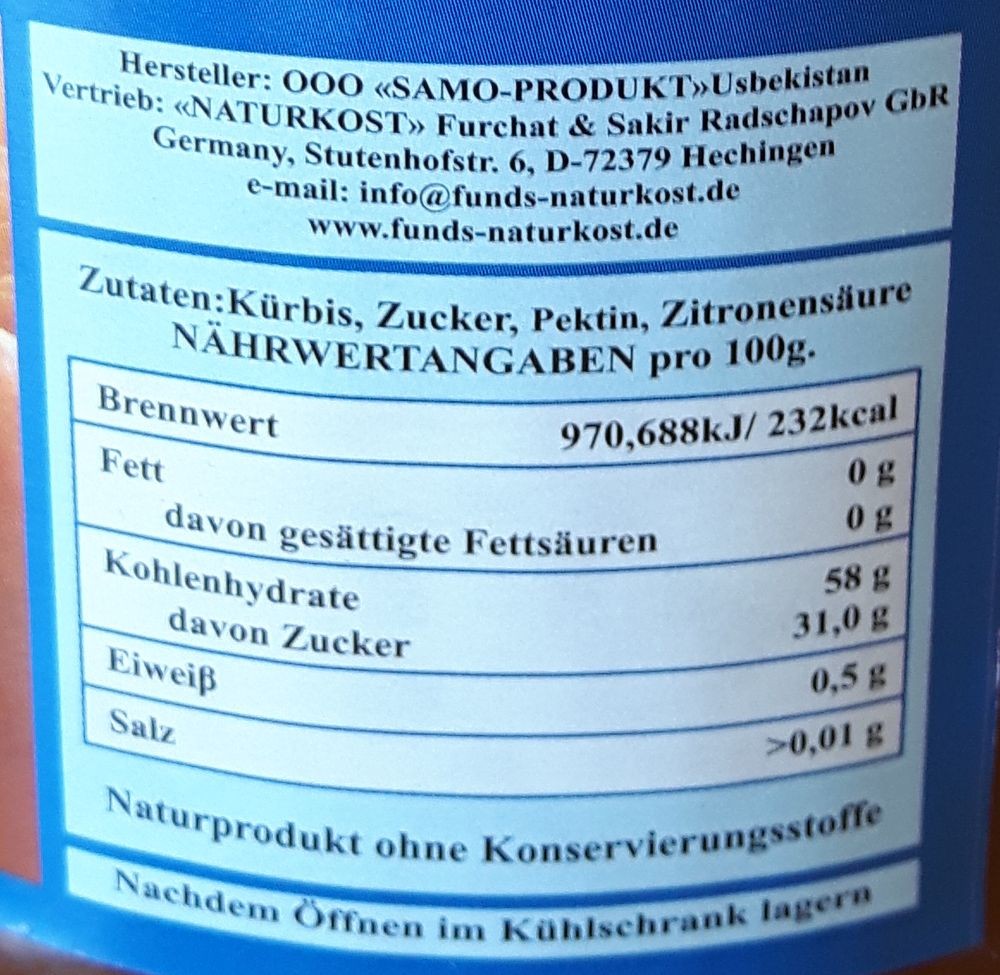 Hersteller: OOO «SAMO-PRODUKT»Usbekistan
Vertrieb: «NATURKOST» Furchat & Sakir Radschapov GbR
Germany, Stutenhofstr. 6, D-72379 Hechingen
e-mail: info@funds-naturkost.de
www.funds-naturkost.de
Zutaten:Kürbis, Zucker, Pektin, Zitronensäure
NÄHRWERTANGABEN pro 100g.
Brennwert 970,688kJ/ 232kcal
Fett 0 g
davon gesättigte Fettsäuren 0 g
Kohlenhydrate 58 g
davon Zucker 31,0 g
Eiweiß 0,5 g
Salz >0,01 g
Naturprodukt ohne Konservierungsstoffe
Nachdem Öffnen im Kühlschrank lagern